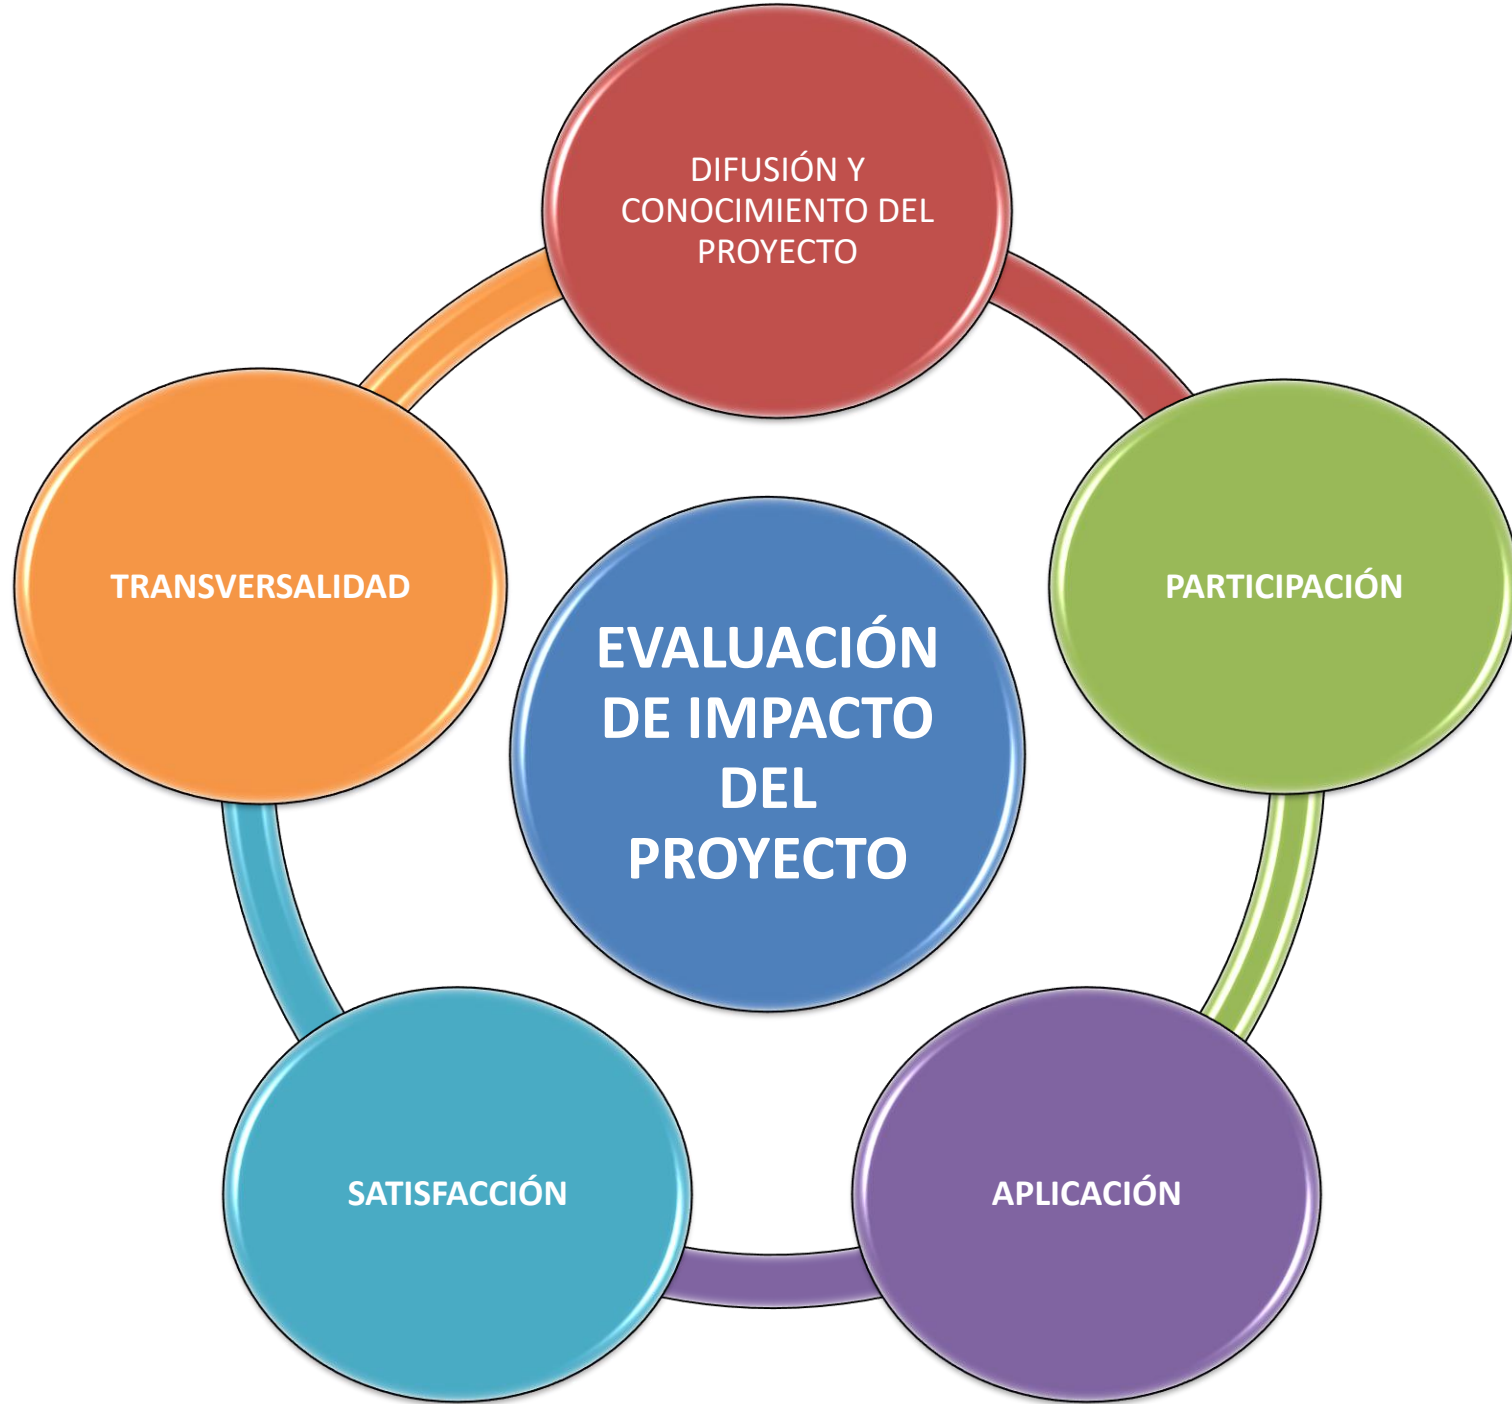 DIFUSIÓN Y
CONOCIMIENTO DEL
PROYECTO
TRANSVERSALIDAD
PARTICIPACIÓN
EVALUACIÓN
DE IMPACTO
DEL
PROYECTO
SATISFACCIÓN
APLICACIÓN